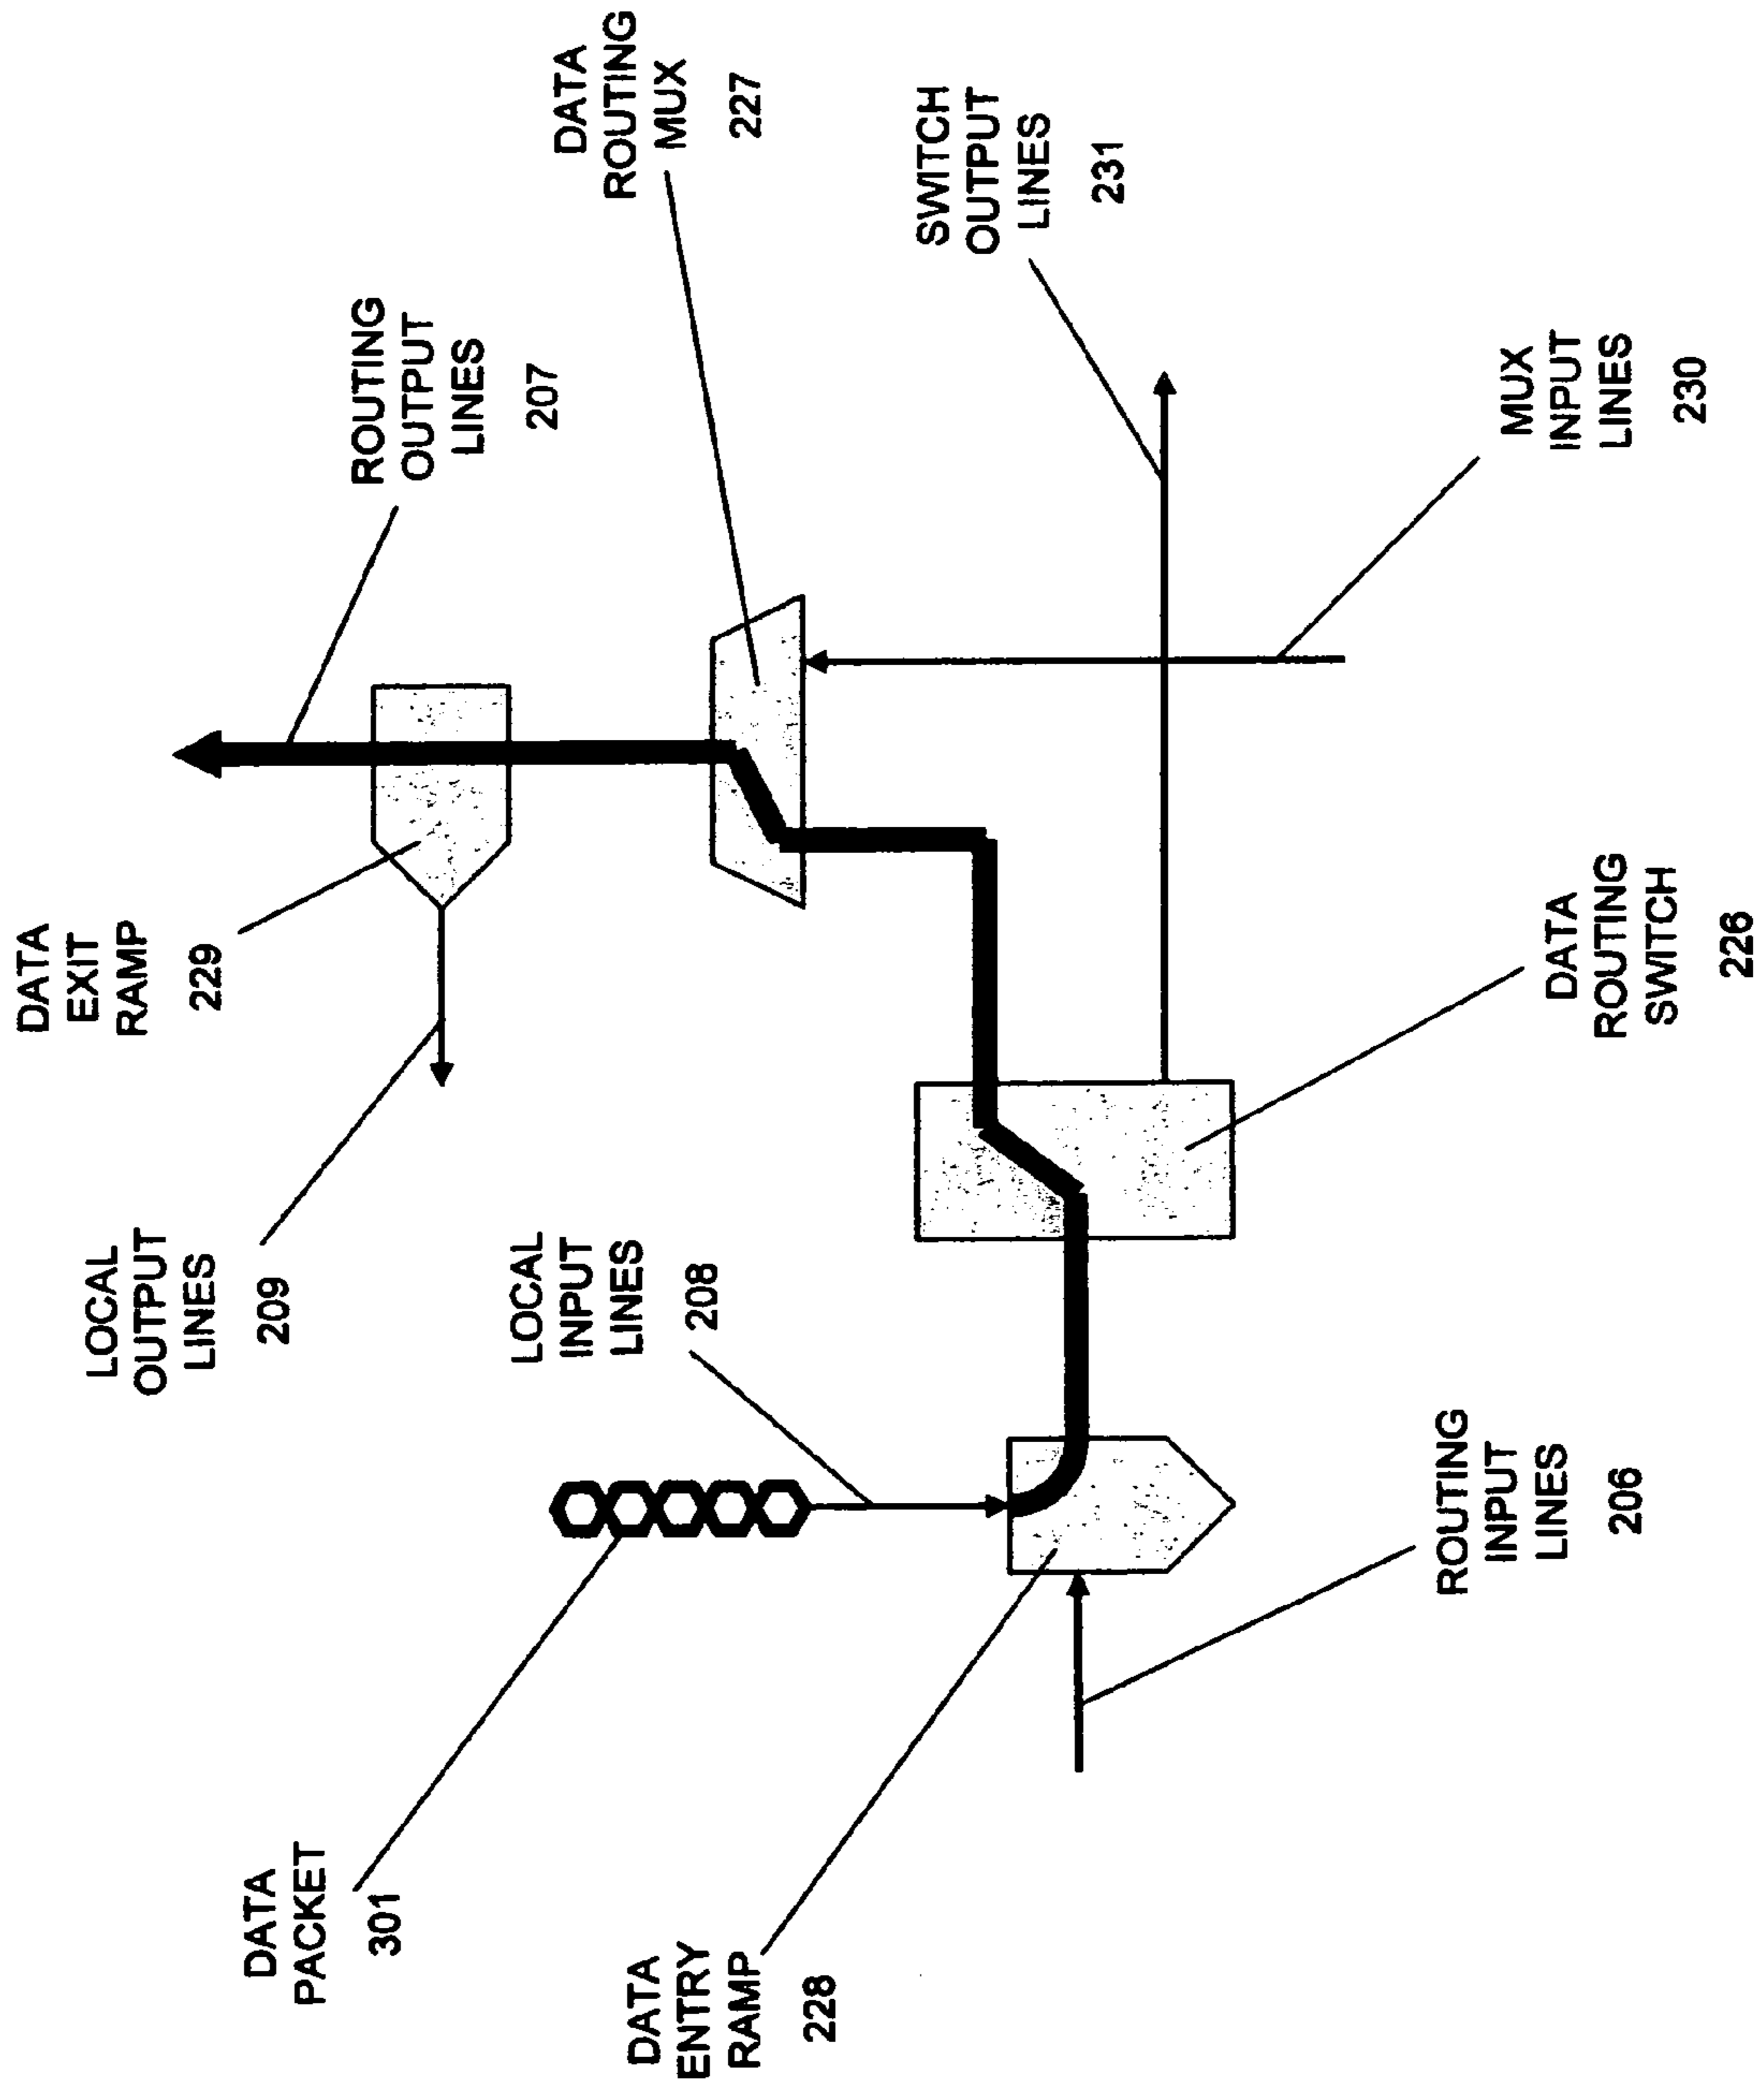 DATA
PACKET
301
DATA
ENTRY
RAMP
228
LOCAL
OUTPUT
LINES
209
LOCAL
INPUT
LINES
208
ROUTING
INPUT
LINES
206
DATA
EXIT
RAMP
229
DATA
ROUTING
SWITCH
226
ROUTING
OUTPUT
LINES
207
MUX
INPUT
LINES
230
DATA
ROUTING
MUX
227
SWITCH
OUTPUT
LINES
231